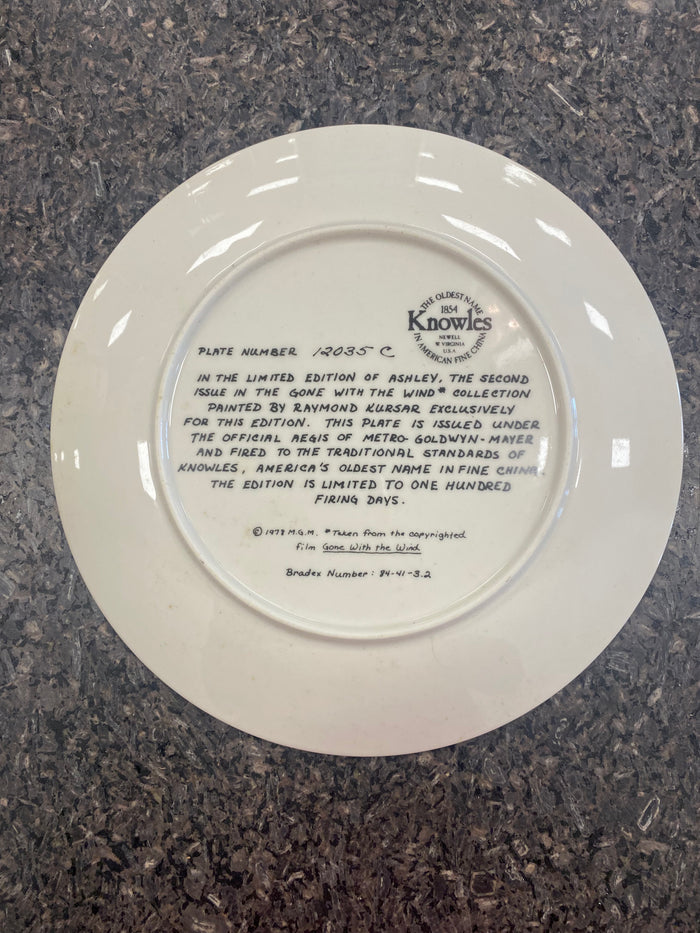 THE OLDEST NAME
1854
Knowles
NEWELL
W. VIRGINIA
U.S.A
IN AMERICAN FINE CHINA
PLATE NUMBER 12035 C
IN THE LIMITED EDITION OF ASHLEY, THE SECOND
ISSUE IN THE GONE WITH THE WIND* COLLECTION
PAINTED BY RAYMOND KURSAR EXCLUSIVELY
FOR THIS EDITION. THIS PLATE IS ISSUED UNDER
THE OFFICIAL AEGIS OF METRO-GOLDWYN-MAYER
AND FIRED TO THE TRADITIONAL STANDARDS OF
KNOWLES, AMERICA'S OLDEST NAME IN FINE CHINA.
THE EDITION IS LIMITED TO ONE HUNDRED
FIRING DAYS.
© 1978 M.G.M. *Taken from the copyrighted
film Gone With the Wind
Bradex Number: 84-41-3.2